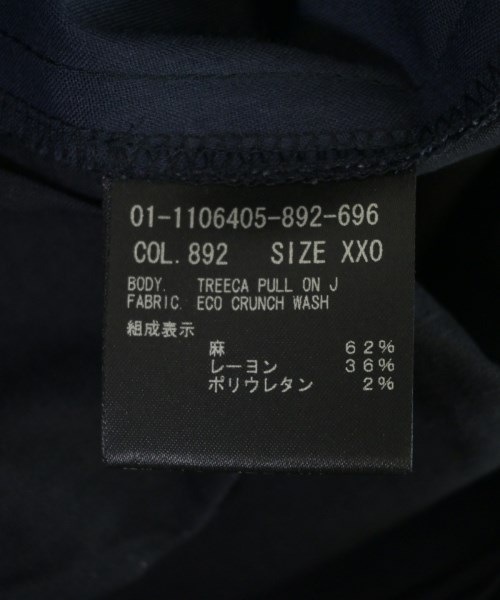 01-1106405-892-696
COL. 892 SIZE XXO
BODY. TREECA PULL ON J
FABRIC. ECO CRUNCH WASH
組成表示
麻 62%
レーヨン 36%
ポリウレタン 2%